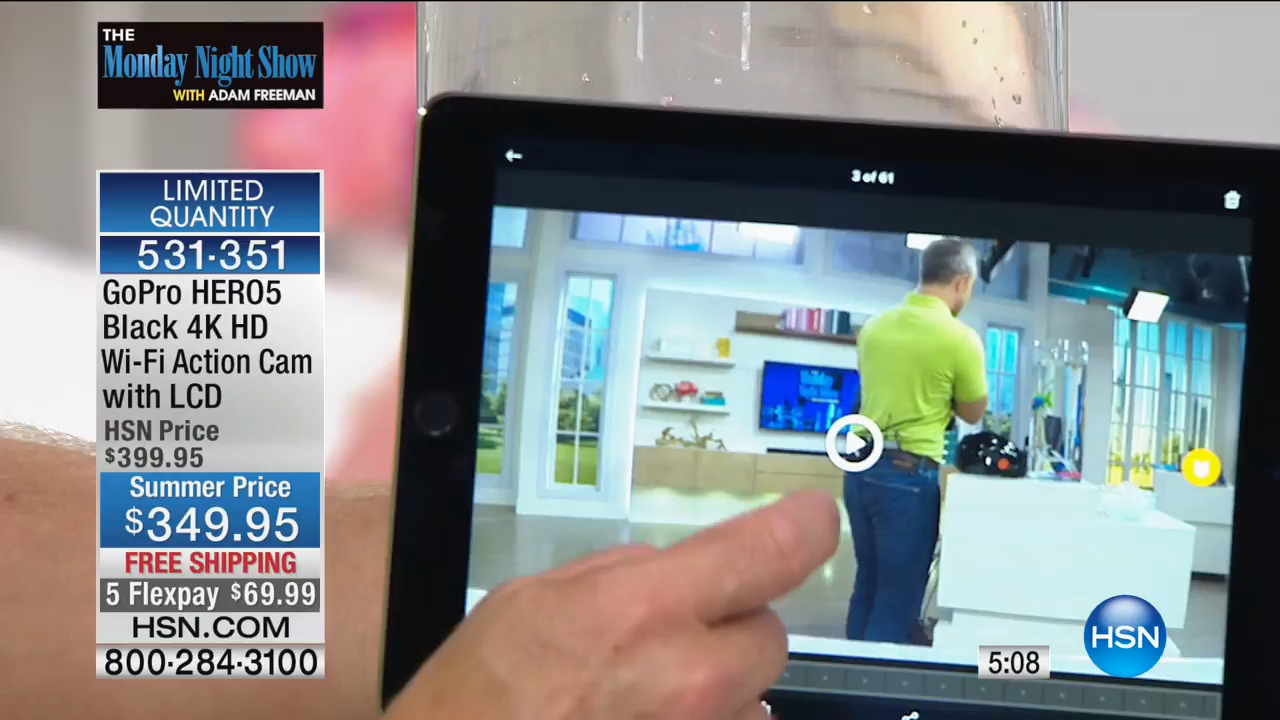 THE
Monday Night Show
WITH ADAM FREEMAN
LIMITED
QUANTITY
531-351
GoPro HERO5
Black 4K HD
Wi-Fi Action Cam
with LCD
HSN Price
$399.95
Summer Price
$349.95
FREE SHIPPING
5 Flexpay $69.99
HSN.COM
800-284-3100
3 of 61
5:08
HSN